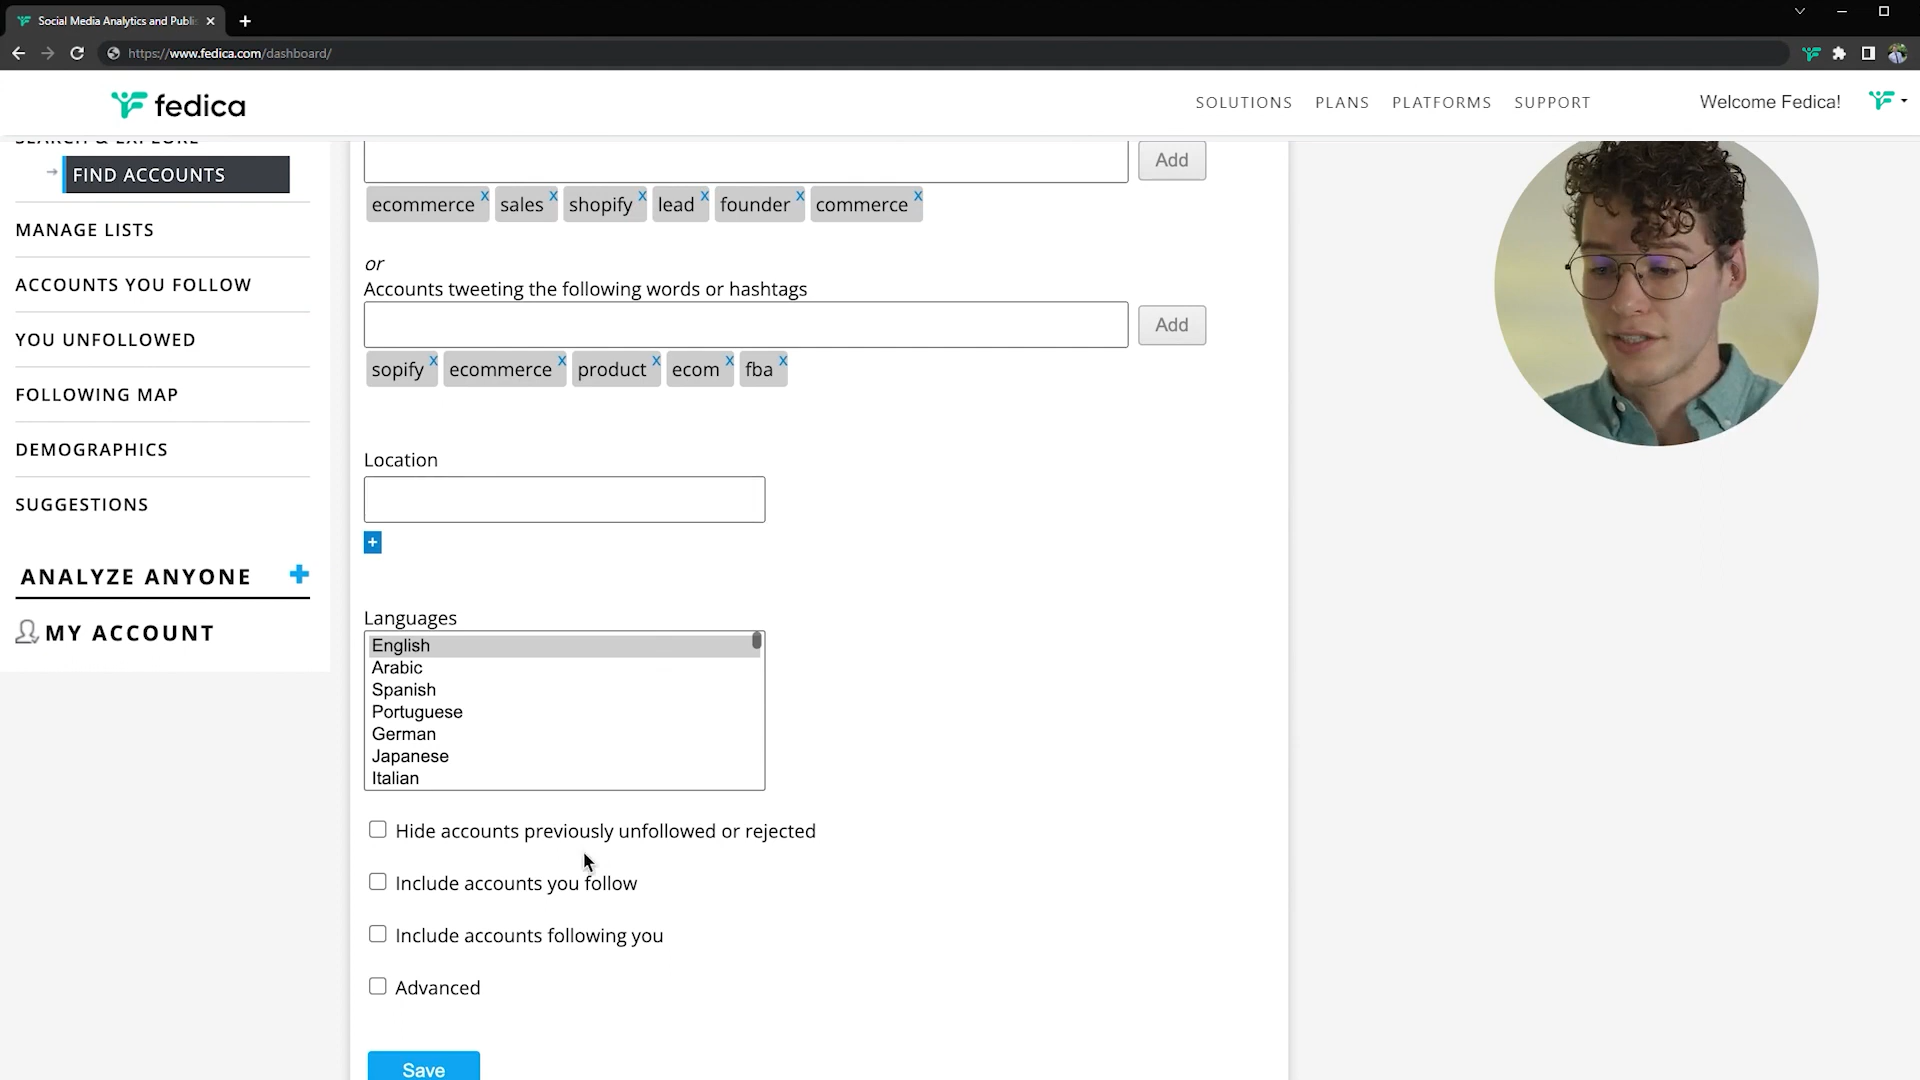 Social Media Analytics and Publi
https://www.fedica.com/dashboard/
fedica
SOLUTIONS PLANS PLATFORMS SUPPORT Welcome Fedica!
SEARCH & EXPLORE
FIND ACCOUNTS
MANAGE LISTS
ACCOUNTS YOU FOLLOW
YOU UNFOLLOWED
FOLLOWING MAP
DEMOGRAPHICS
SUGGESTIONS
ANALYZE ANYONE +
MY ACCOUNT
Add
ecommerce x sales x shopify x lead x founder x commerce x
or
Accounts tweeting the following words or hashtags
Add
sopify x ecommerce x product x ecom x fba x
Location
+
Languages
English
Arabic
Spanish
Portuguese
German
Japanese
Italian
Hide accounts previously unfollowed or rejected
Include accounts you follow
Include accounts following you
Advanced
Save